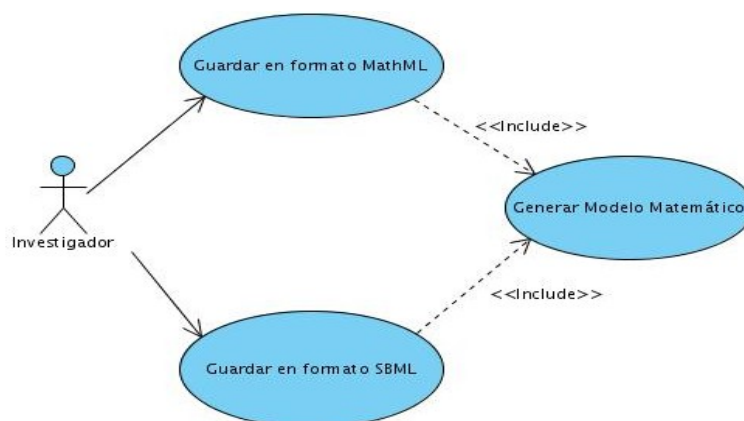 Guardar en formato MathML
<<Include>>
Generar Modelo Matemático
Investigador
<<Include>>
Guardar en formato SBML